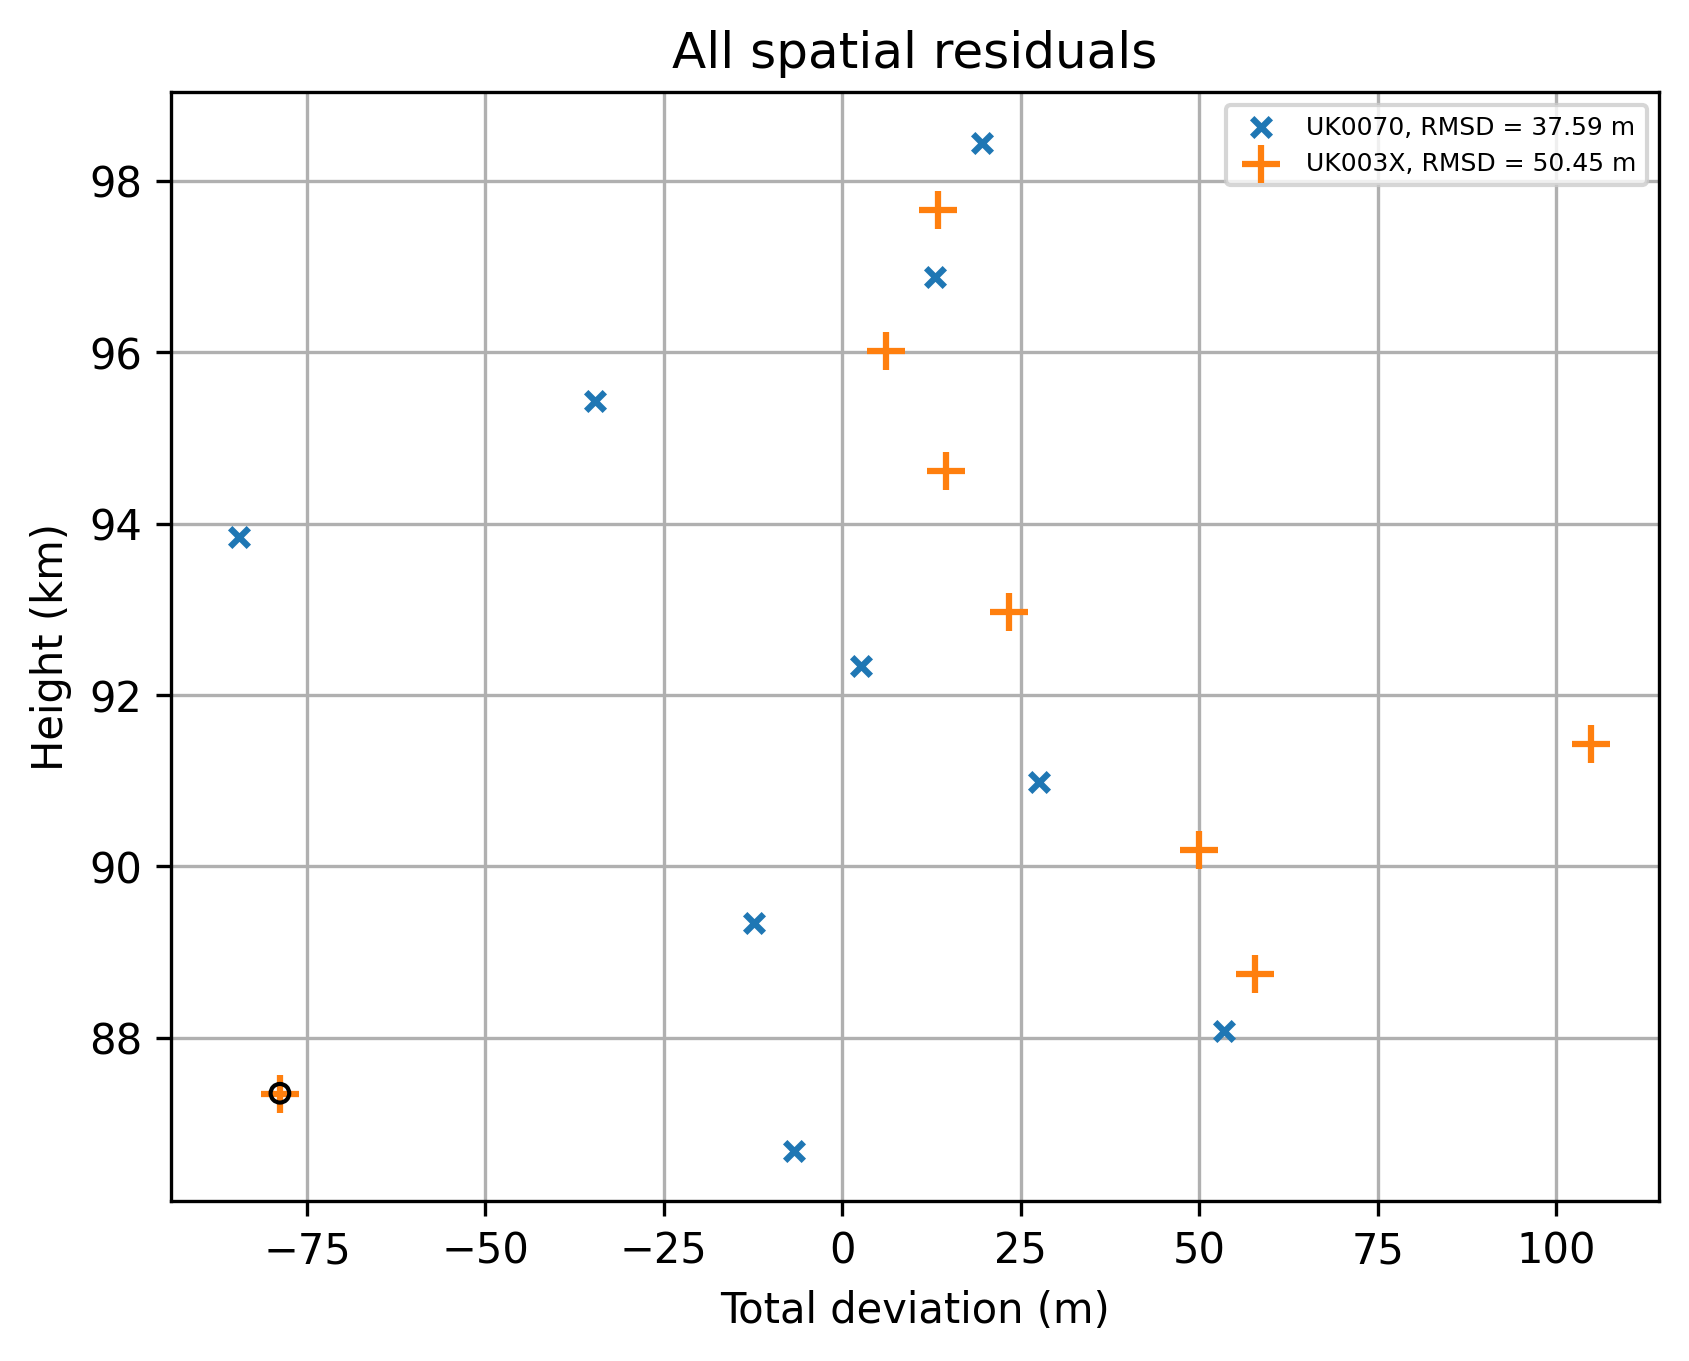 All spatial residuals
UK0070, RMSD = 37.59 m
UK003X, RMSD = 50.45 m
98
96
94
92
90
88
Height (km)
−75 −50 −25 0 25 50 75 100
Total deviation (m)